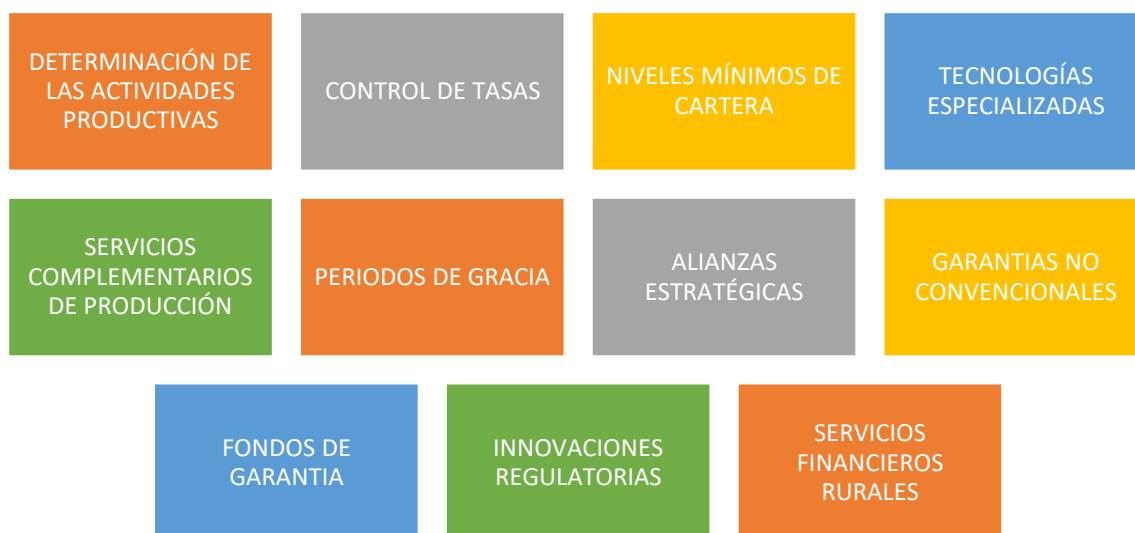 DETERMINACIÓN DE
LAS ACTIVIDADES
PRODUCTIVAS
CONTROL DE TASAS
NIVELES MÍNIMOS DE
CARTERA
TECNOLOGÍAS
ESPECIALIZADAS
SERVICIOS
COMPLEMENTARIOS
DE PRODUCCIÓN
PERIODOS DE GRACIA
ALIANZAS
ESTRATÉGICAS
GARANTIAS NO
CONVENCIONALES
FONDOS DE
GARANTIA
INNOVACIONES
REGULATORIAS
SERVICIOS
FINANCIEROS
RURALES